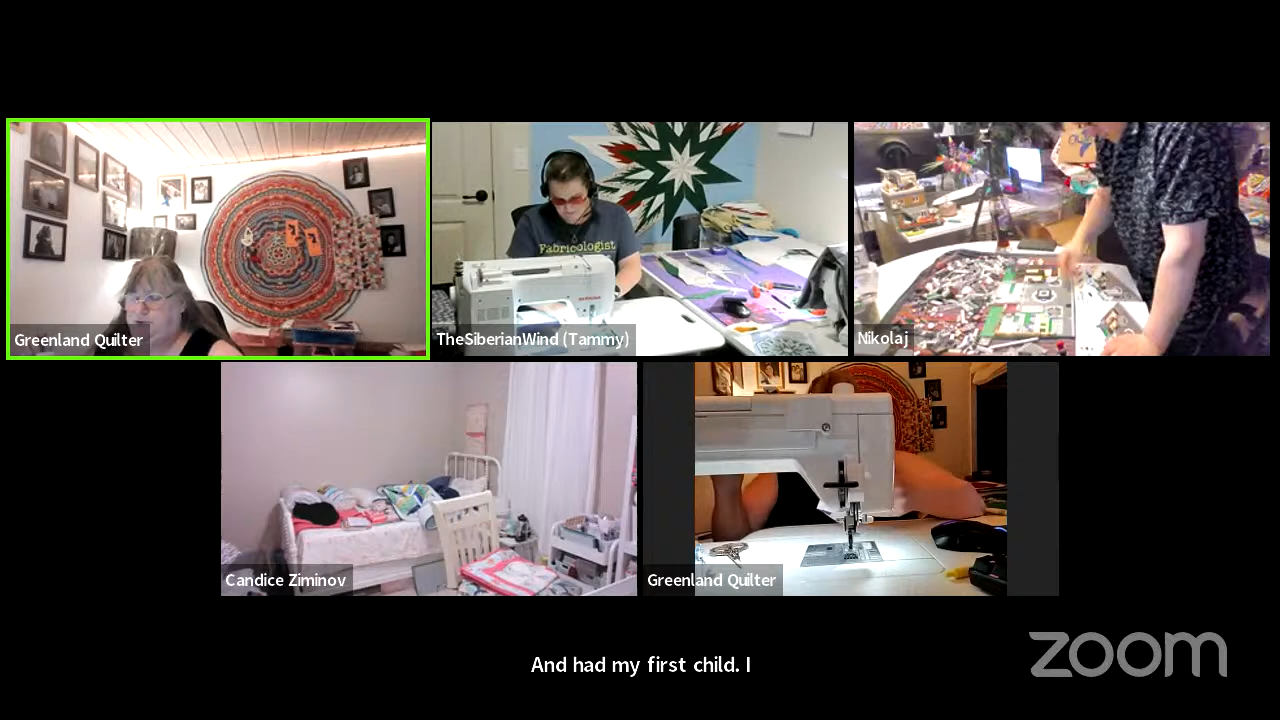 Greenland Quilter
Fabricologist
TheSiberianWind (Tammy)
Nikolaj
Candice Ziminov
Greenland Quilter
And had my first child. I
zoom